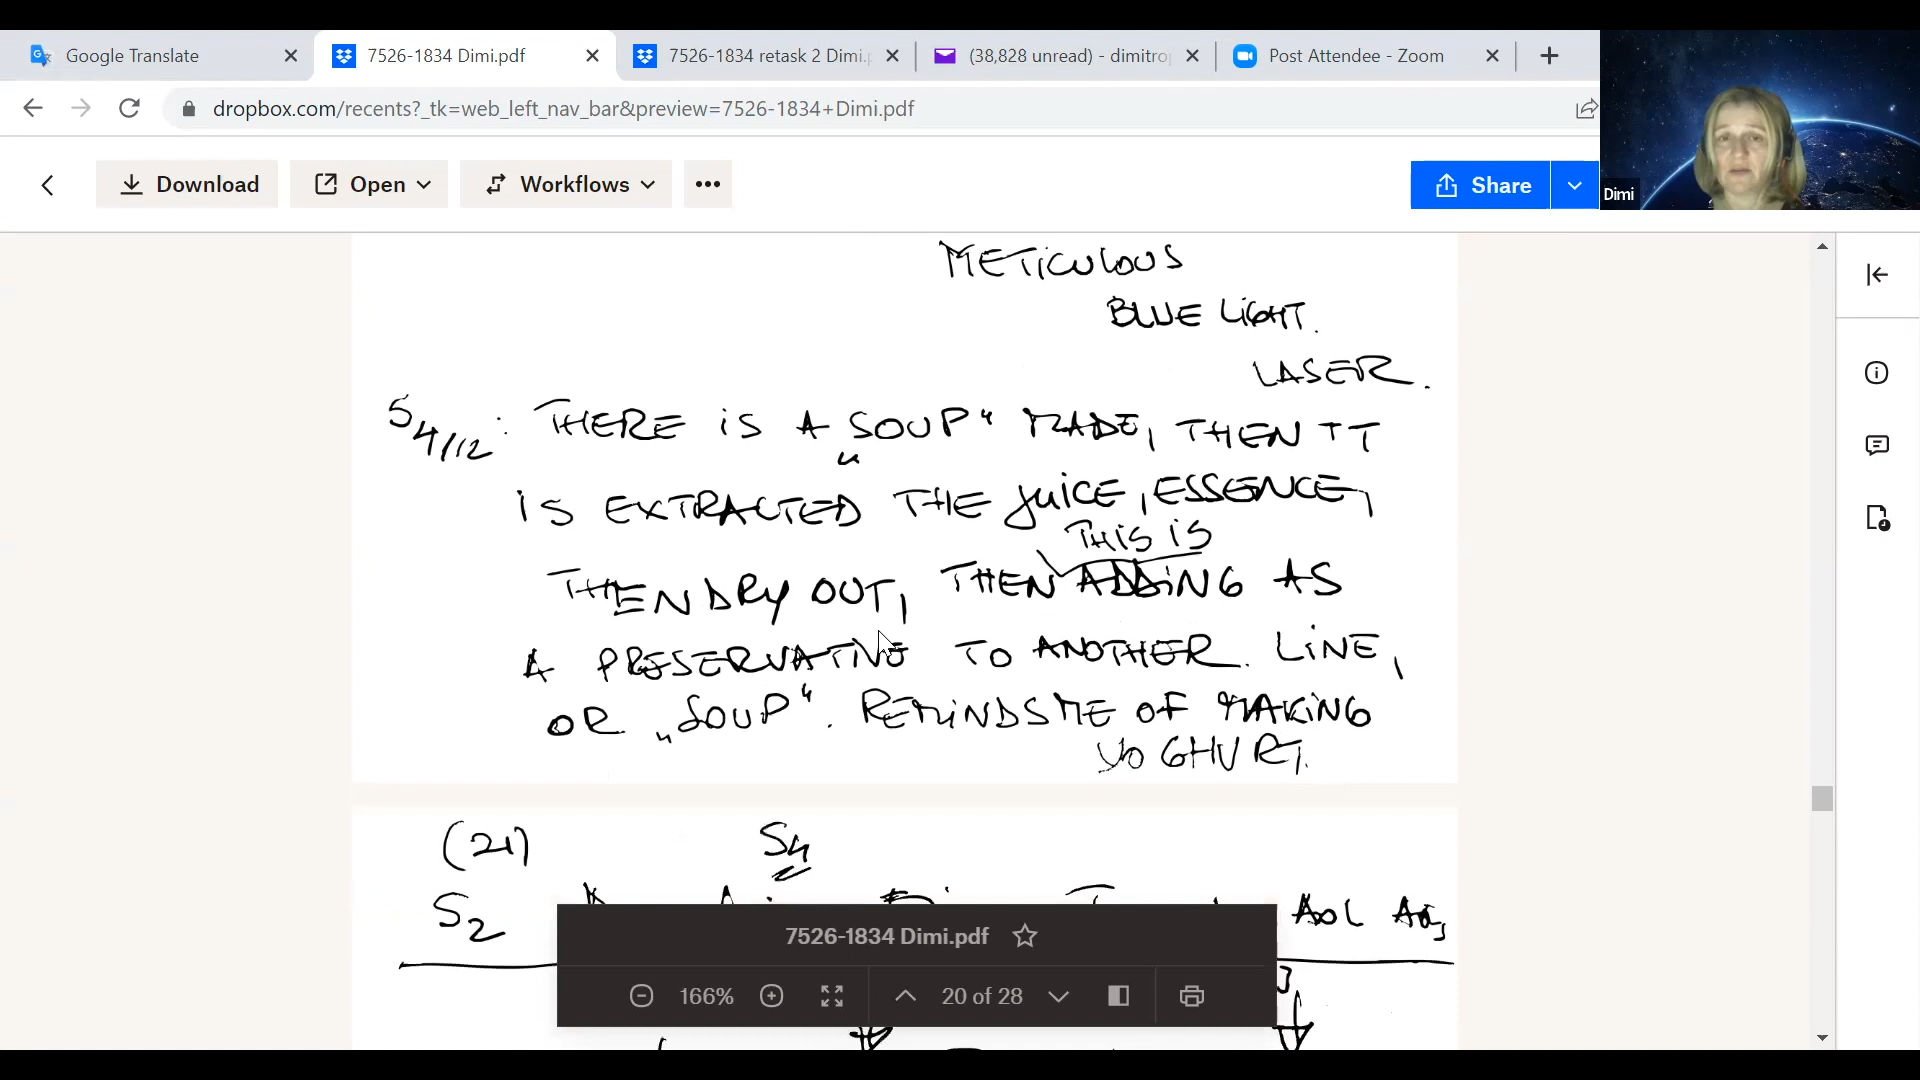 Google Translate
7526-1834 Dimi.pdf
7526-1834 retask 2 Dimi.p
(38,828 unread) - dimitrop
Post Attendee - Zoom
dropbox.com/recents?_tk=web_left_nav_bar&preview=7526-1834+Dimi.pdf
Download
Open
Workflows
Share
Dimi
METICULOUS
BLUE LIGHT.
LASER.
S4/12: THERE IS A „SOUP" MADE, THEN IT
IS EXTRACTED THE JUICE, ESSENCE,
THIS IS
THEN DRY OUT, THEN ADDING AS
A PRESERVATIVE TO ANOTHER LINE,
OR „SOUP". REMINDS ME OF MAKING
YOGHURT.
(21) S4
S2 AOL AOL/S
7526-1834 Dimi.pdf
166%
20 of 28